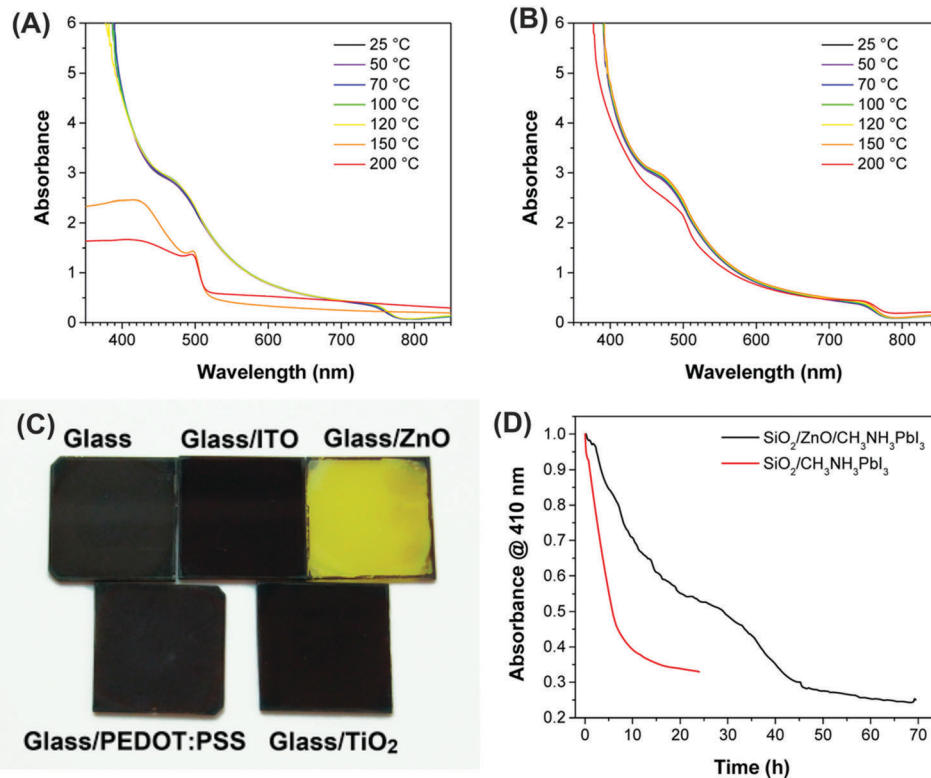 (A)
6
5
4
3
2
1
0
Absorbance
25 °C
50 °C
70 °C
100 °C
120 °C
150 °C
200 °C
400 500 600 700 800
Wavelength (nm)
(B)
6
5
4
3
2
1
0
Absorbance
25 °C
50 °C
70 °C
100 °C
120 °C
150 °C
200 °C
400 500 600 700 800
Wavelength (nm)
(C)
Glass Glass/ITO Glass/ZnO
Glass/PEDOT:PSS Glass/TiO₂
(D)
1.0
0.9
0.8
0.7
0.6
0.5
0.4
0.3
0.2
Absorbance @ 410 nm
SiO₂/ZnO/CH₃NH₃PbI₃
SiO₂/CH₃NH₃PbI₃
0 10 20 30 40 50 60 70
Time (h)